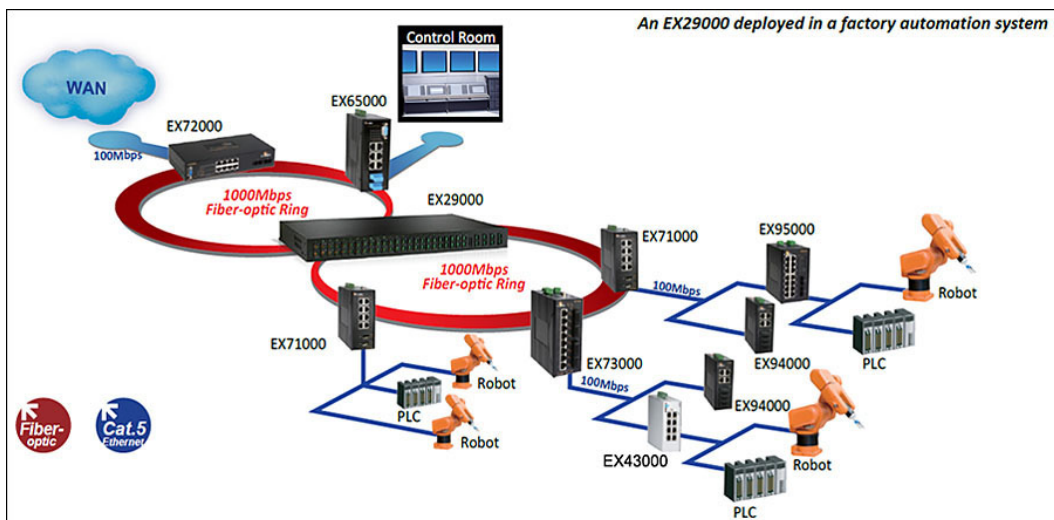 An EX29000 deployed in a factory automation system
Control Room
WAN
EX65000
EX72000
100Mbps
1000Mbps
Fiber-optic Ring
EX29000
EX71000
EX95000
1000Mbps
Fiber-optic Ring
100Mbps
Robot
EX71000
EX73000
EX94000
PLC
100Mbps
Robot
PLC
EX94000
Fiber-
optic
Cat.5
Ethernet
Robot
EX43000
Robot
PLC